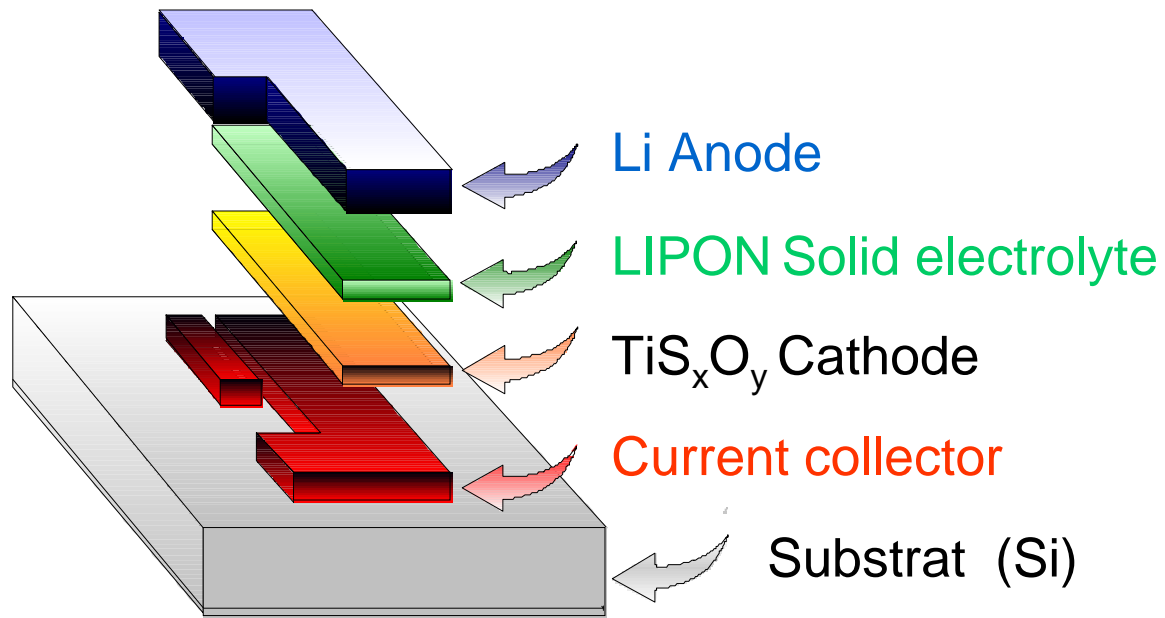 Li Anode
LIPON Solid electrolyte
TiSxOy Cathode
Current collector
Substrat (Si)